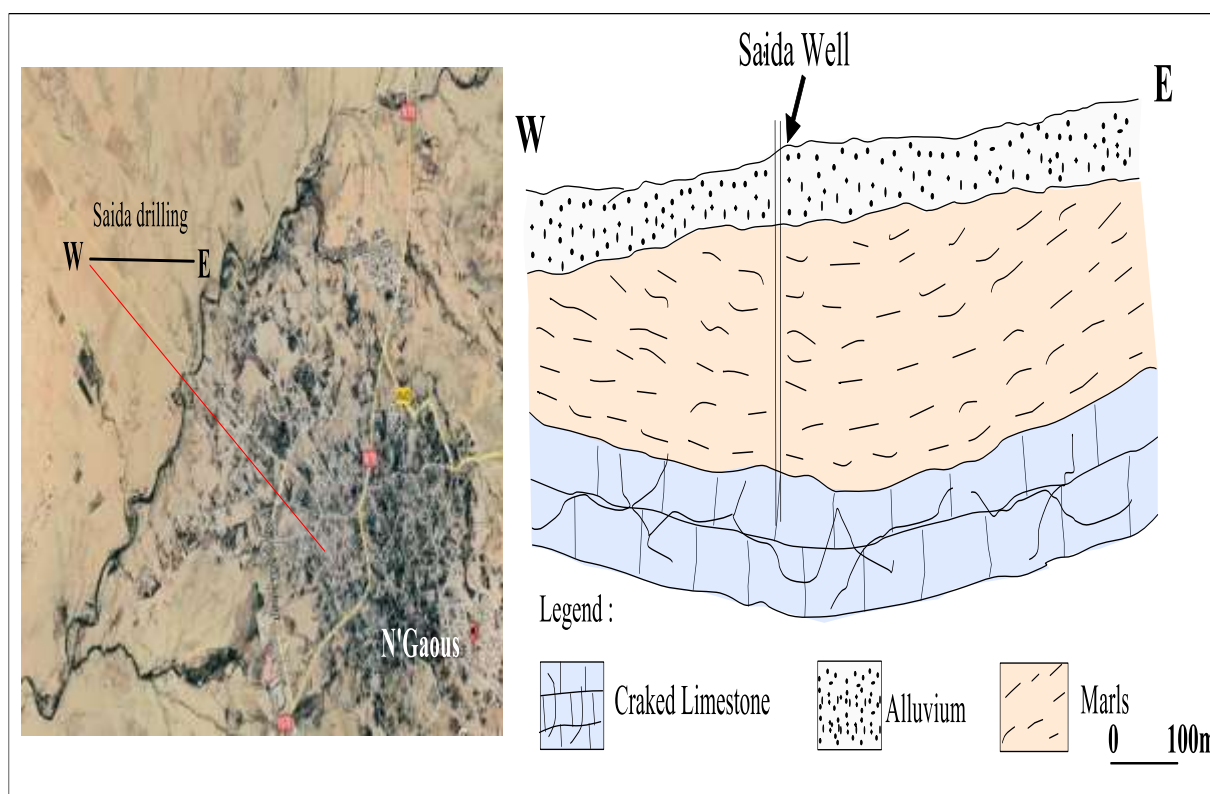 Saida drilling
W
E
N'Gaous
Saida Well
W
E
Legend :
Craked Limestone
Alluvium
Marls
0 100m